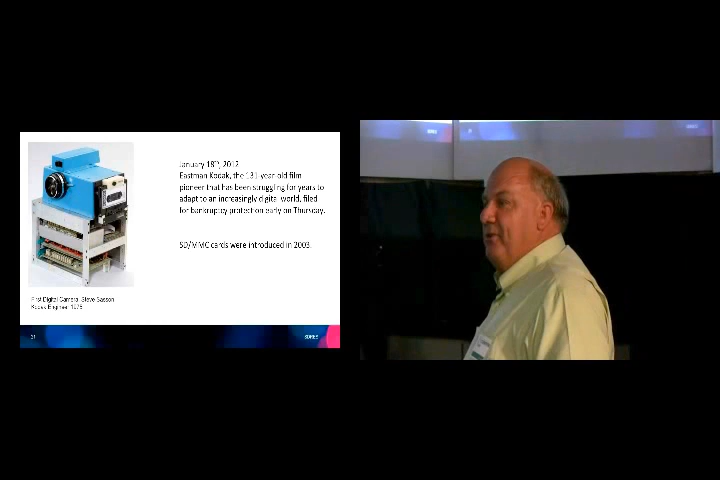 January 18th, 2012
Eastman Kodak, the 131 year old film
pioneer that has been struggling for years to
adapt to an increasingly digital world, filed
for bankruptcy protection early on Thursday.
SD/MMC cards were introduced in 2003.
First Digital Camera, Steve Sasson
Kodak Engineer 1975